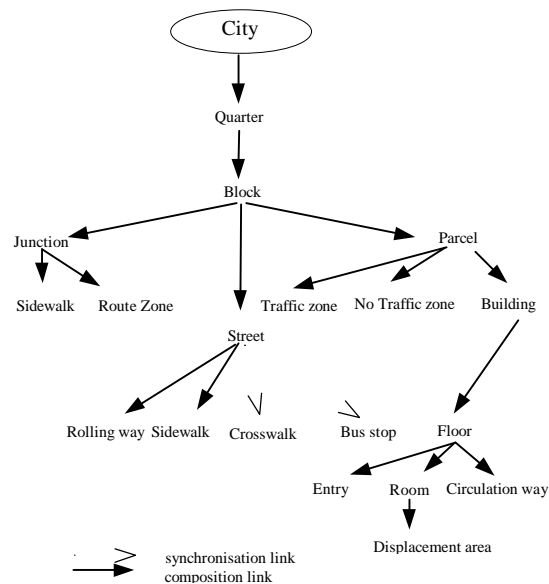 City
Quarter
Block
Junction
Parcel
Sidewalk
Route Zone
Traffic zone
No Traffic zone
Building
Street
Rolling way
Sidewalk
Crosswalk
Bus stop
Floor
Entry
Room
Circulation way
Displacement area
synchronisation link
composition link